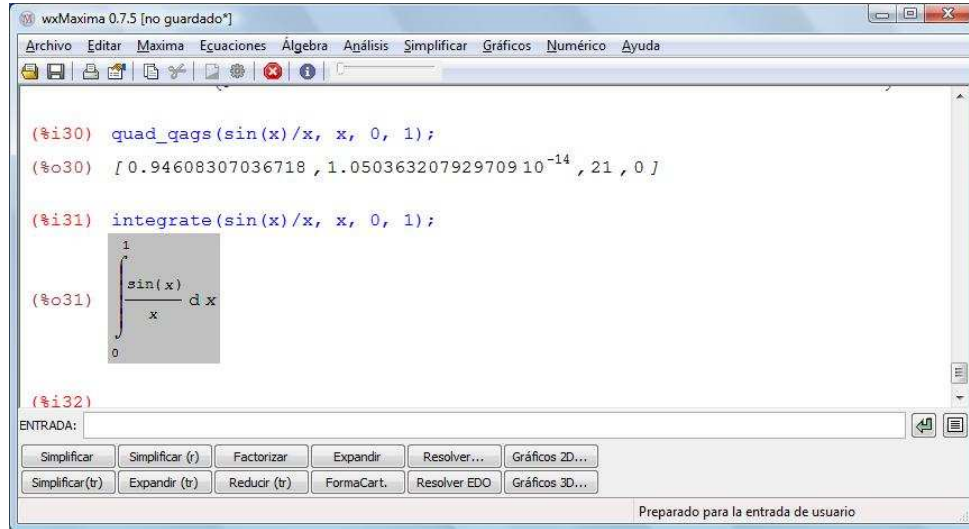 wxMaxima 0.7.5 [no guardado*]
Archivo Editar Maxima Ecuaciones Álgebra Análisis Simplificar Gráficos Numérico Ayuda
(%i30) quad_qags(sin(x)/x, x, 0, 1);
(%o30) [0.94608307036718,1.050363207929709 10^-14,21,0]
(%i31) integrate(sin(x)/x, x, 0, 1);
1
sin(x)
(%o31) ∫ d x
x
0
(%i32)
ENTRADA:
Simplificar Simplificar (r) Factorizar Expandir Resolver... Gráficos 2D...
Simplificar(tr) Expandir (tr) Reducir (tr) FormaCart. Resolver EDO Gráficos 3D...
Preparado para la entrada de usuario